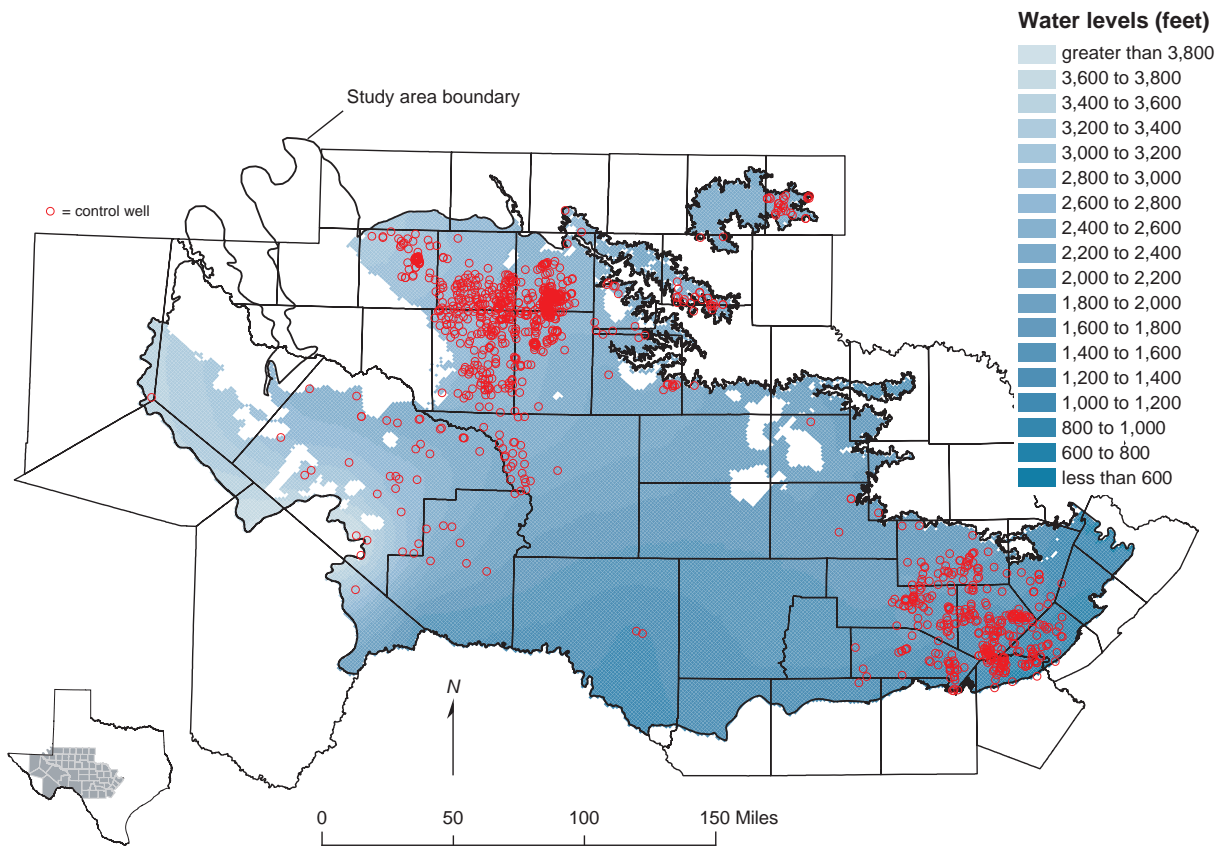 Water levels (feet)
greater than 3,800
3,600 to 3,800
3,400 to 3,600
3,200 to 3,400
3,000 to 3,200
2,800 to 3,000
2,600 to 2,800
2,400 to 2,600
2,200 to 2,400
2,000 to 2,200
1,800 to 2,000
1,600 to 1,800
1,400 to 1,600
1,200 to 1,400
1,000 to 1,200
800 to 1,000
600 to 800
less than 600
Study area boundary
= control well
N
0 50 100 150 Miles